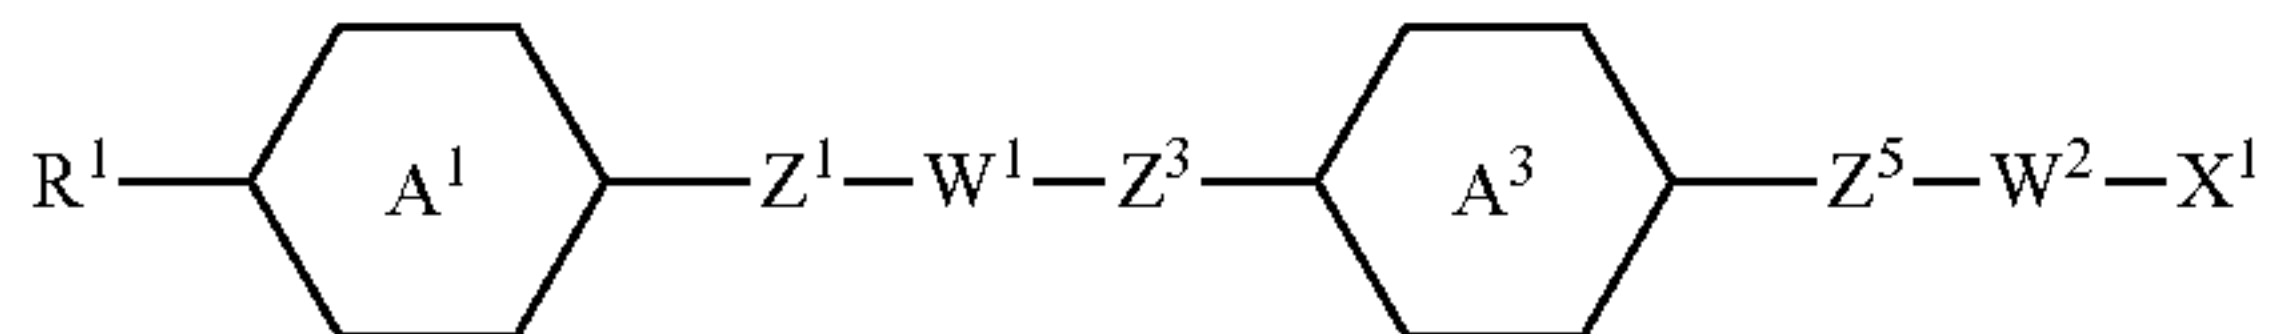 R¹ A¹ Z¹ W¹ Z³ A³ Z⁵ W² X¹